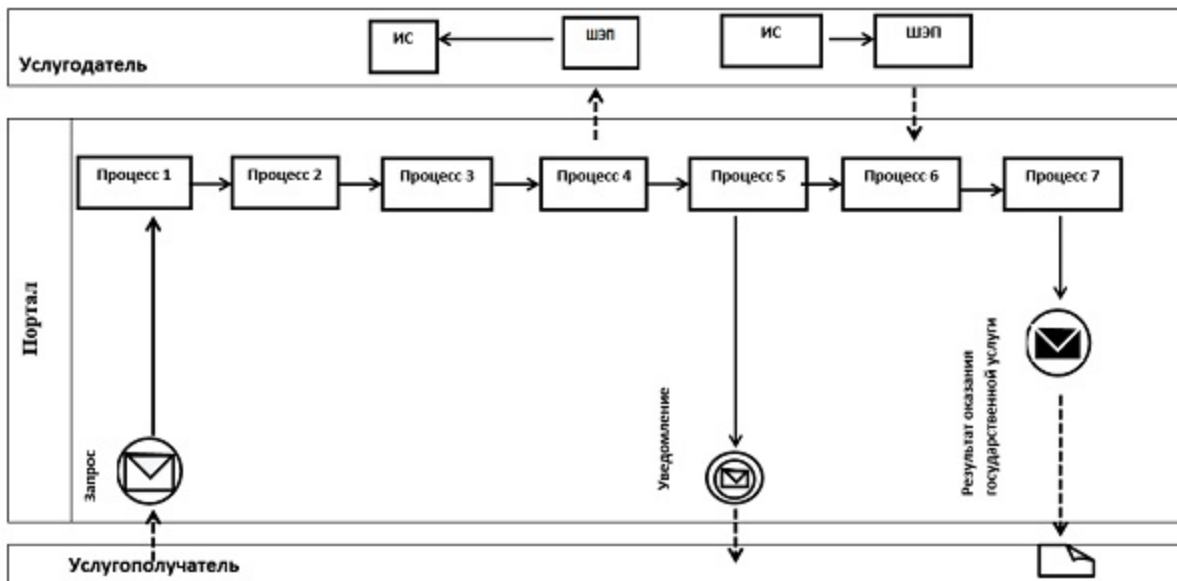 ИС
ШЭП
ИС
ШЭП
Услугодатель
Процесс 1
Процесс 2
Процесс 3
Процесс 4
Процесс 5
Процесс 6
Процесс 7
Портал
Запрос
Уведомление
Результат оказания
государственной услуги
Услугополучатель